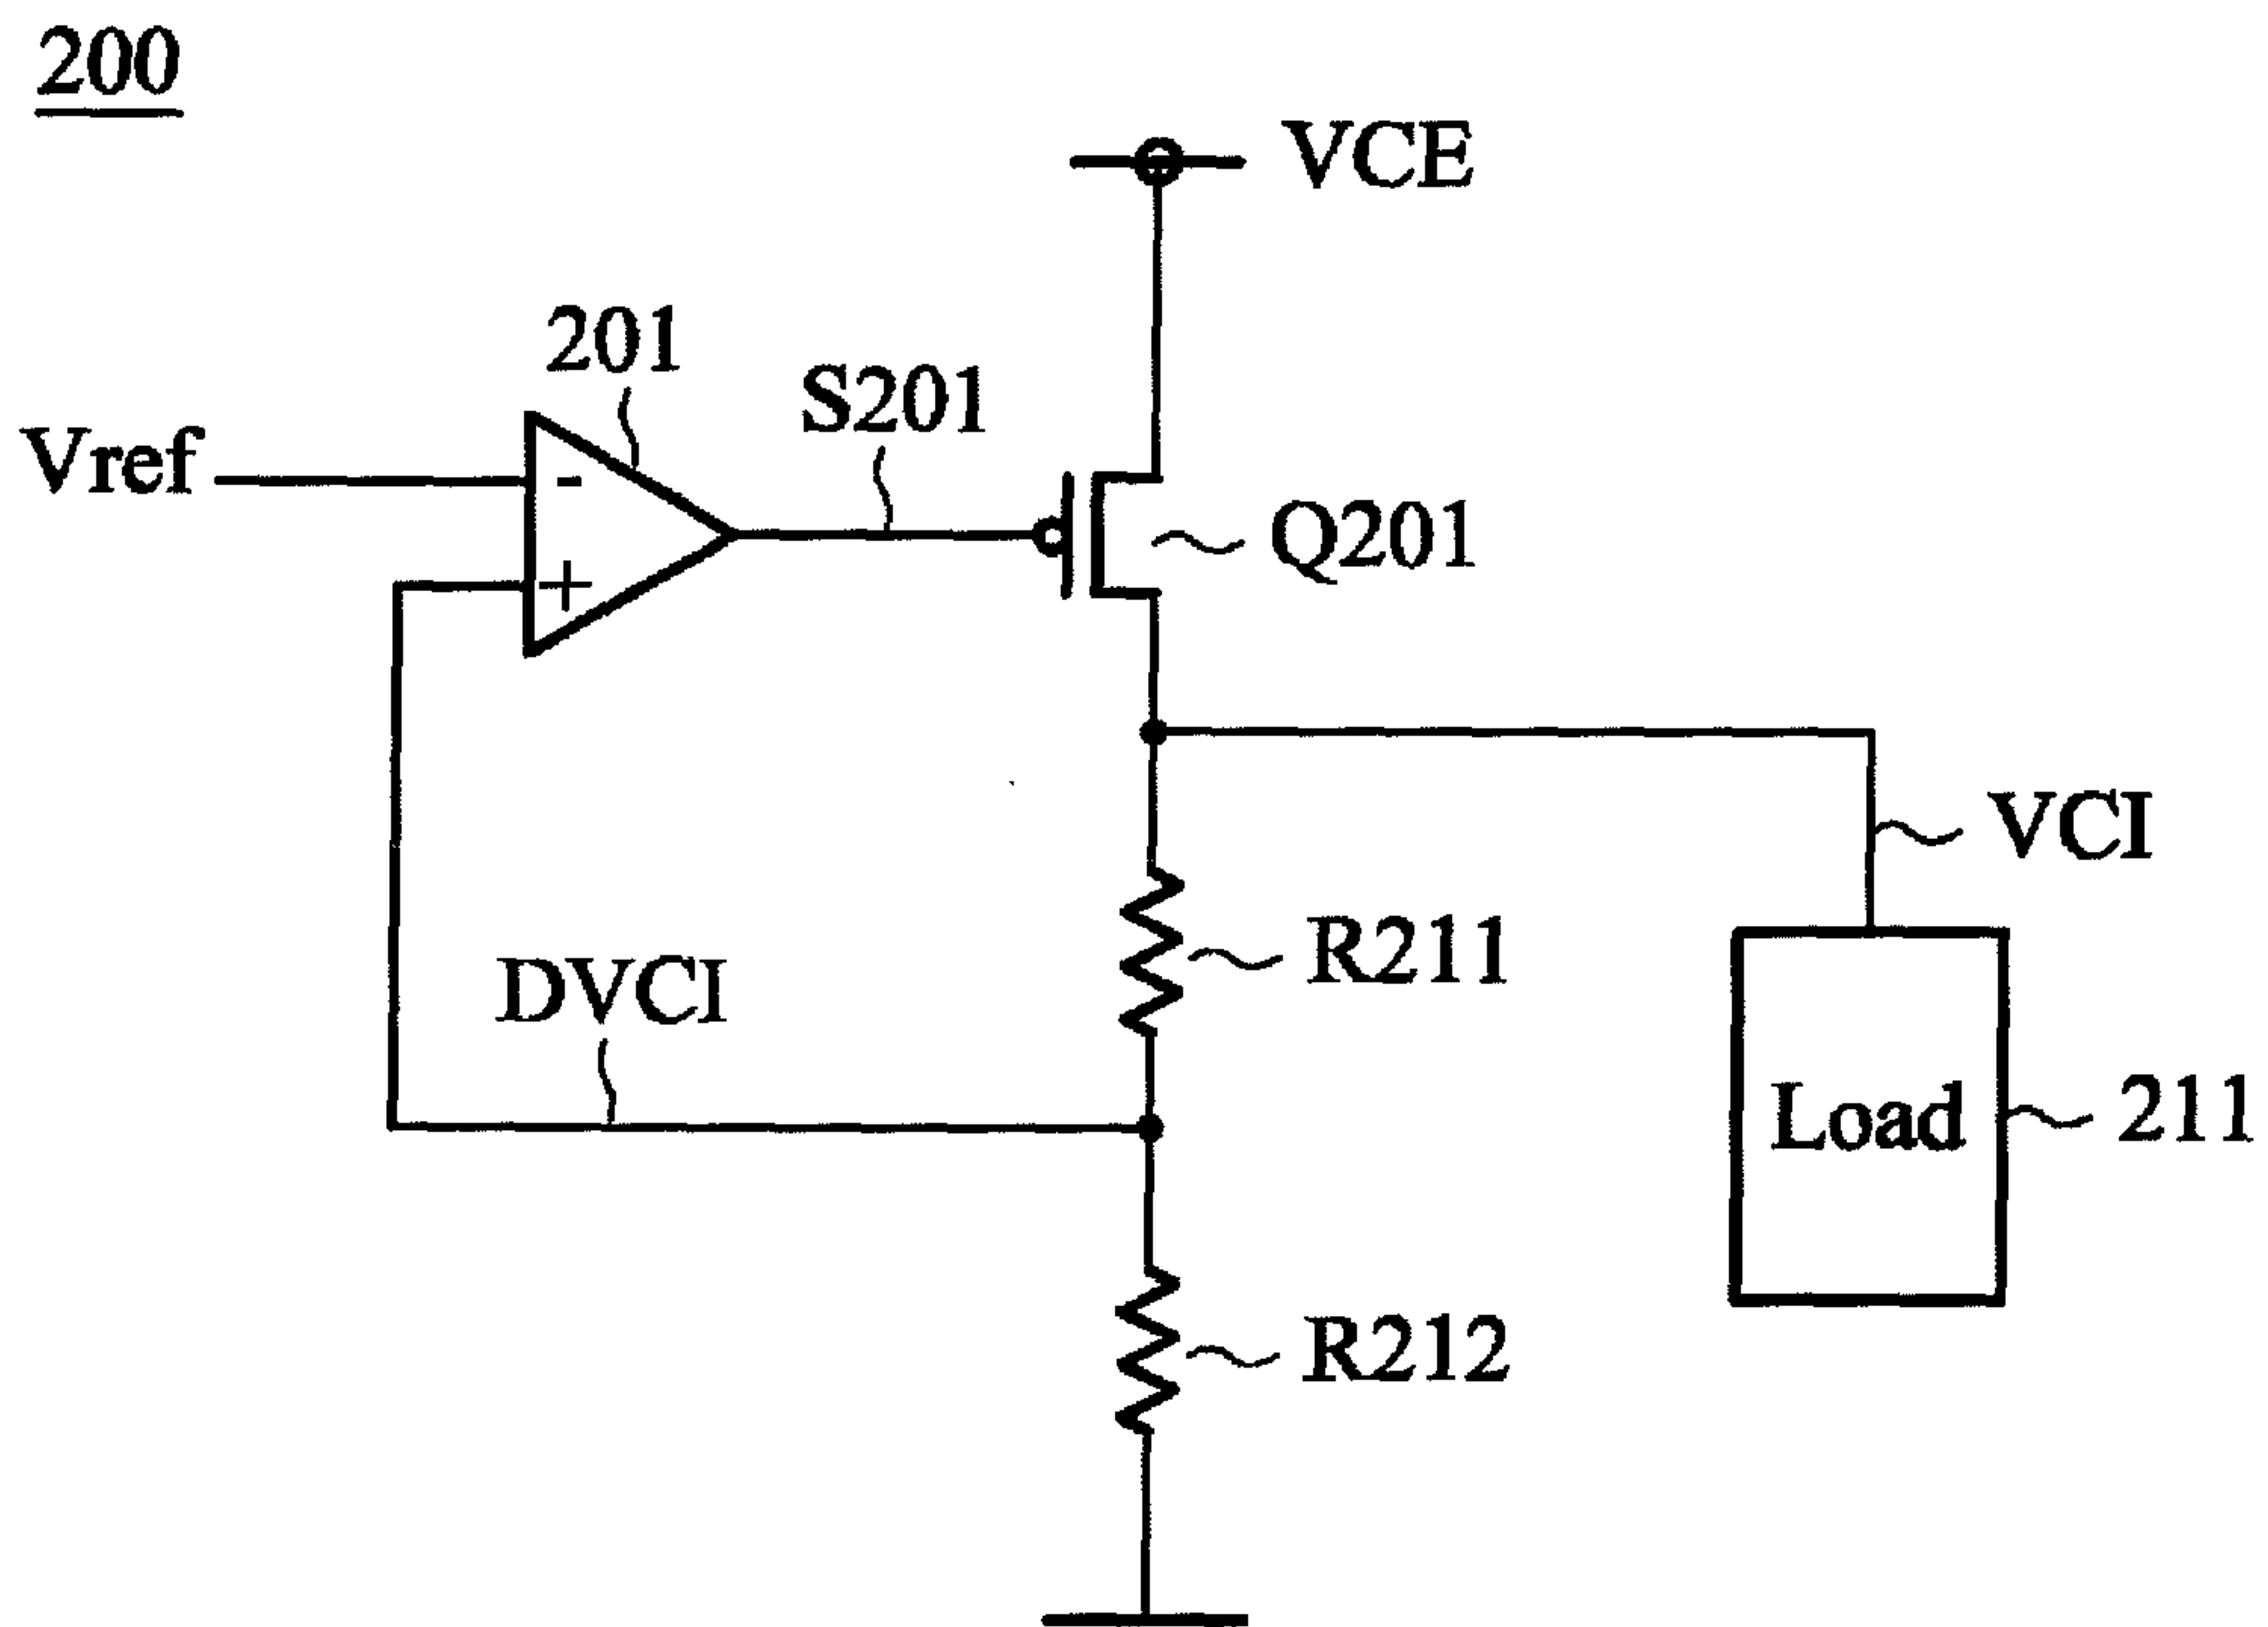 200
VCE
201
S201
Vref
-
Q201
+
VCI
R211
DVCI
Load
211
R212